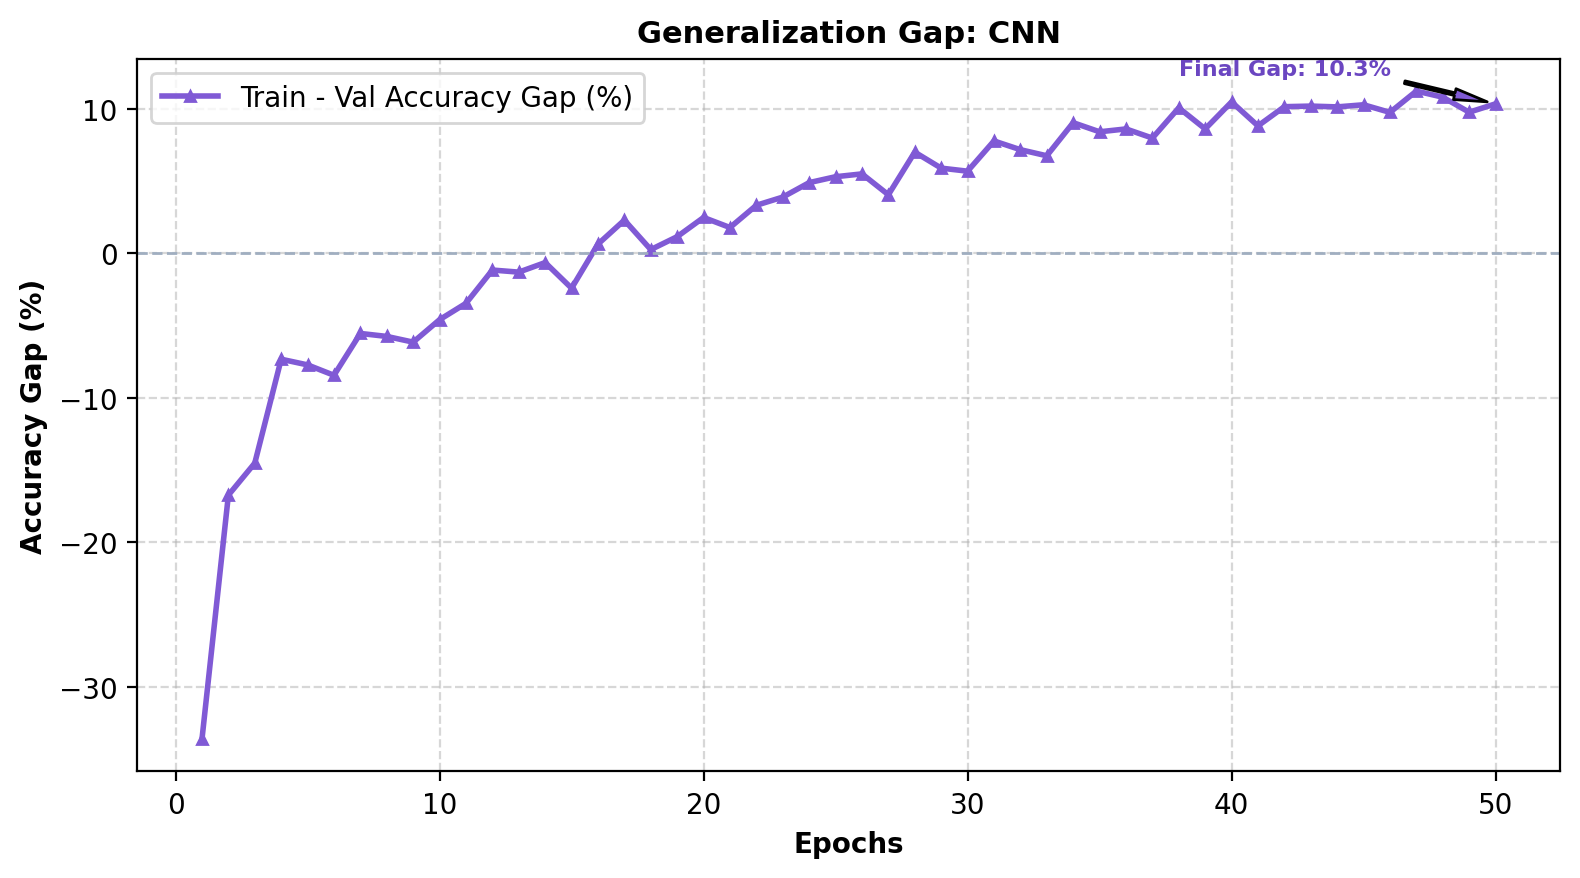 Generalization Gap: CNN
Final Gap: 10.3%
Train - Val Accuracy Gap (%)
10
0
−10
−20
−30
Accuracy Gap (%)
0
10
20
30
40
50
Epochs